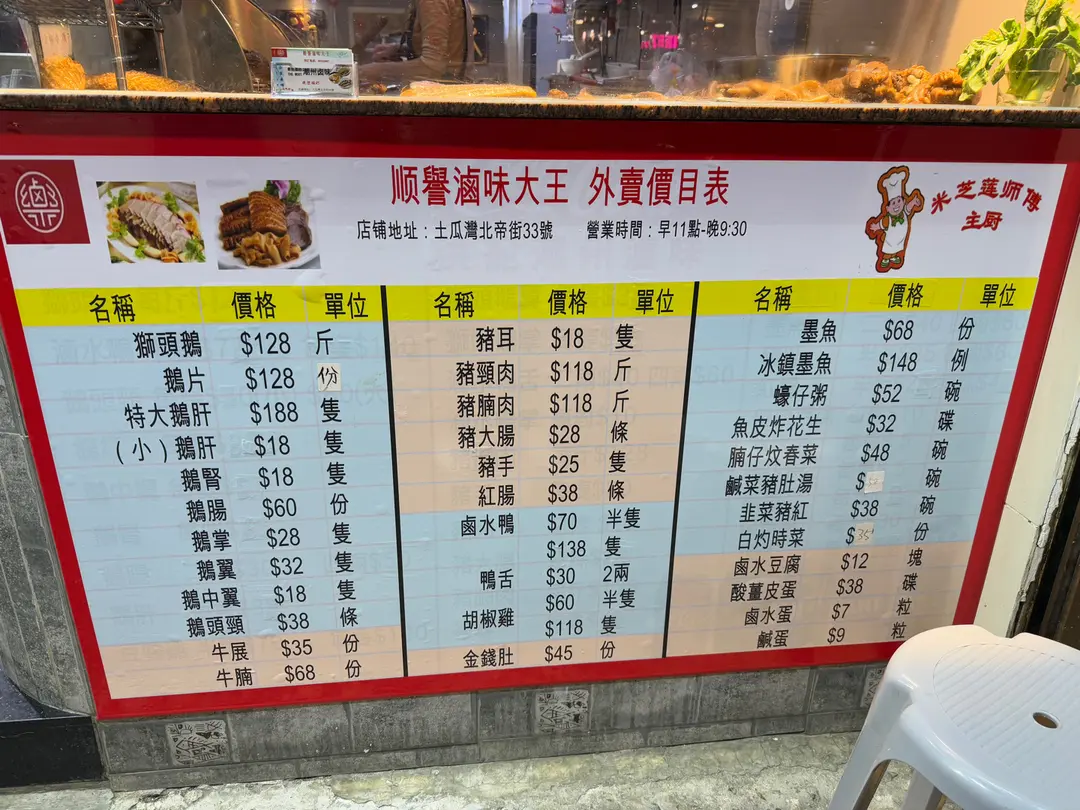 潮州卤味
顺譽滷味大王 外賣價目表
店铺地址：土瓜灣北帝街33號 營業時間：早11點-晚9:30
米芝莲师傅
主厨
滷
名稱 價格 單位
獅頭鵝 $128 斤
鵝片 $128 份
特大鵝肝 $188 隻
(小)鵝肝 $18 隻
鵝腎 $18 隻
鵝腸 $60 份
鵝掌 $28 隻
鵝翼 $32 隻
鵝中翼 $18 隻
鵝頭頸 $38 條
牛展 $35 份
牛腩 $68 份
名稱 價格 單位
豬耳 $18 隻
豬頸肉 $118 斤
豬腩肉 $118 斤
豬大腸 $28 條
豬手 $25 隻
紅腸 $38 條
鹵水鴨 $70 半隻
$138 隻
鴨舌 $30 2兩
胡椒雞 $60 半隻
$118 隻
金錢肚 $45 份
名稱 價格 單位
墨魚 $68 份
冰鎮墨魚 $148 例
蠔仔粥 $52 碗
魚皮炸花生 $32 碟
腩仔炆春菜 $48 碗
鹹菜豬肚湯 $ 碗
韭菜豬紅 $38 碗
白灼時菜 $35 份
鹵水豆腐 $12 塊
酸薑皮蛋 $38 碟
鹵水蛋 $7 粒
鹹蛋 $9 粒